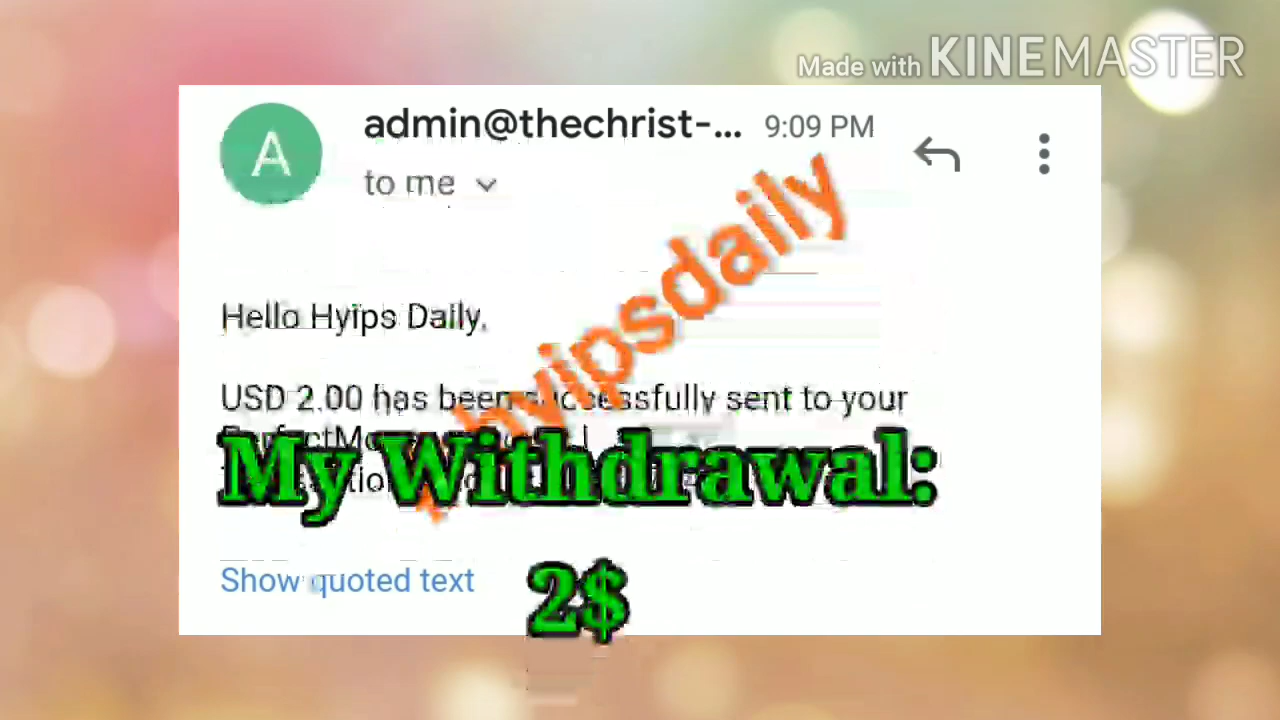 Made with KINEMASTER
A
admin@thechrist-...
9:09 PM
to me
hyipsdaily
Hello Hyips Daily,
USD 2.00 has been successfully sent to your
My Withdrawal:
Show quoted text
2$